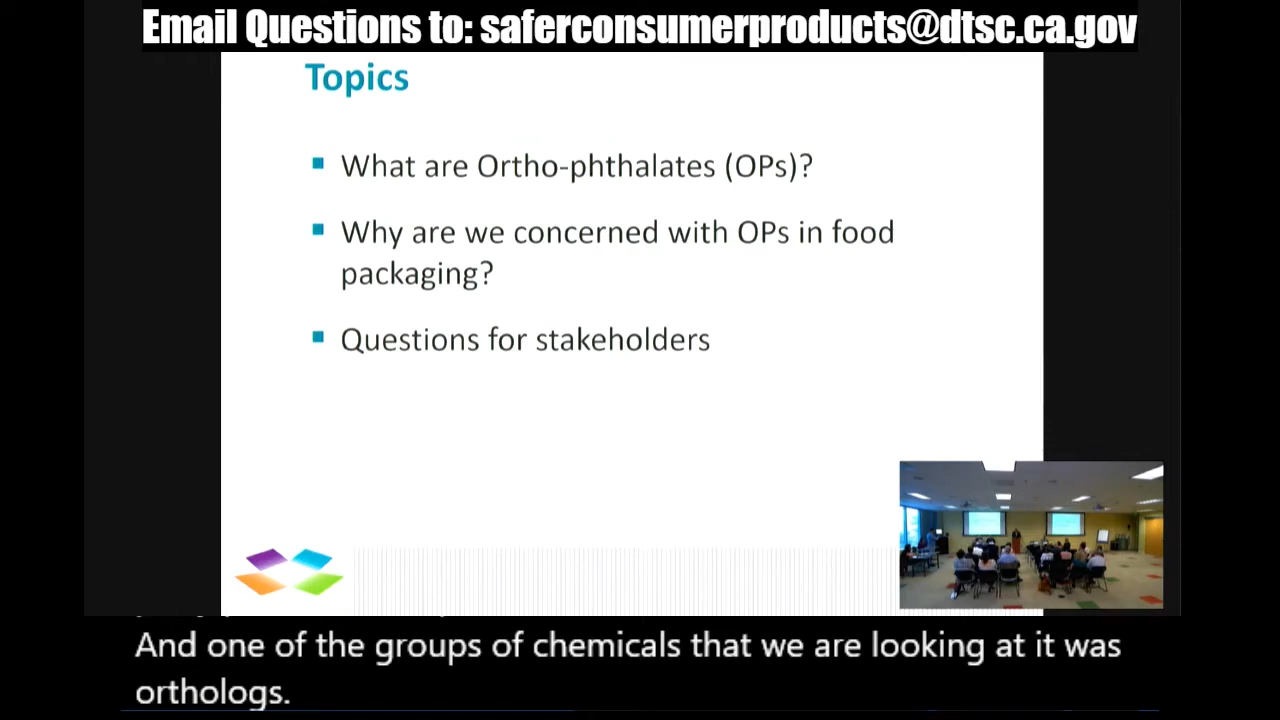 Email Questions to: saferconsumerproducts@dtsc.ca.gov
Topics
What are Ortho-phthalates (OPs)?
Why are we concerned with OPs in food
packaging?
Questions for stakeholders
And one of the groups of chemicals that we are looking at it was
orthologs.